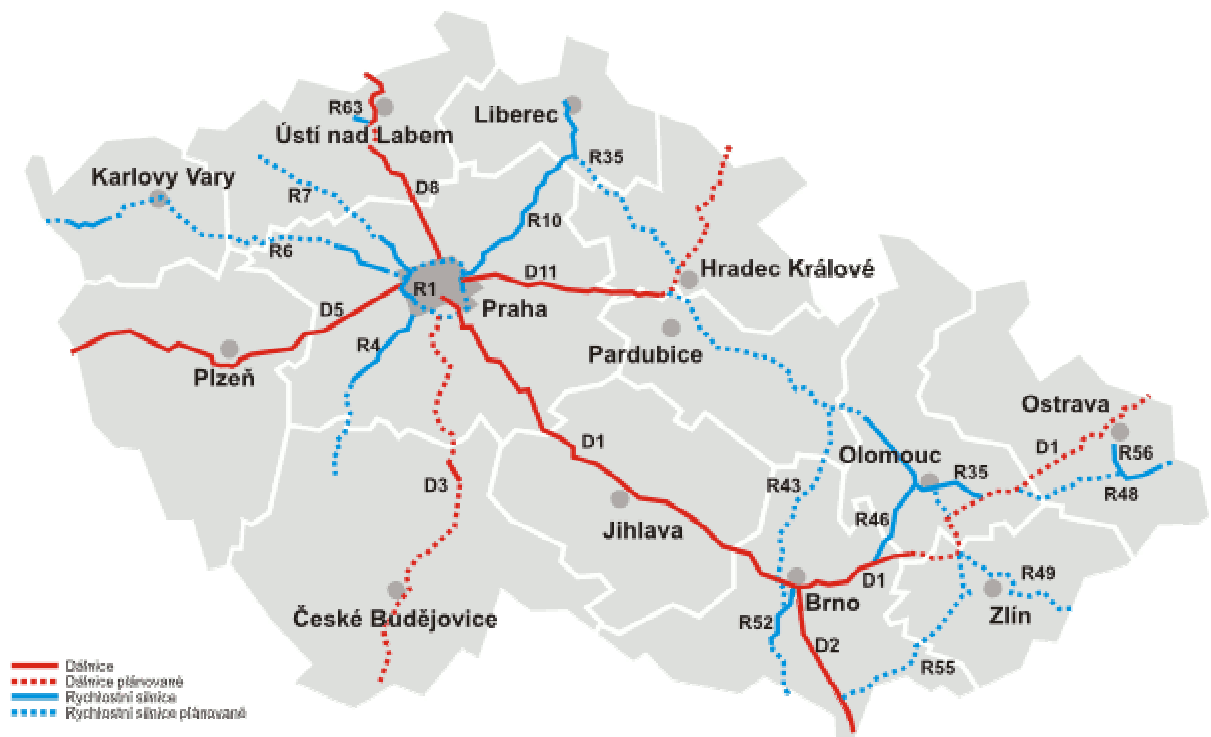 R63
Ústí nad Labem
Liberec
R35
Karlovy Vary
R7
D8
R10
R6
D11
Hradec Králové
R1
Praha
D5
R4
Pardubice
Plzeň
Ostrava
D1
D1
R56
Olomouc
R35
R48
D3
R43
Jihlava
R46
D1
R49
České Budějovice
Brno
Zlín
R52
D2
R55
Dálnice
Dálnice plánované
Rychlostní silnice
Rychlostní silnice plánované